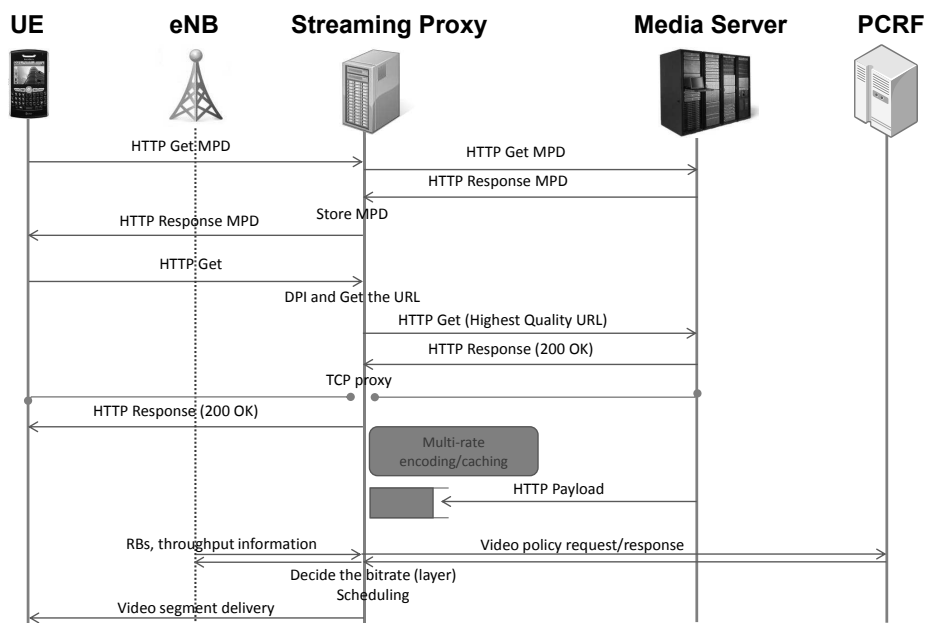 UE
eNB
Streaming Proxy
Media Server
PCRF
HTTP Get MPD
HTTP Get MPD
HTTP Response MPD
Store MPD
HTTP Response MPD
HTTP Get
DPI and Get the URL
HTTP Get (Highest Quality URL)
HTTP Response (200 OK)
TCP proxy
HTTP Response (200 OK)
Multi-rate
encoding/caching
HTTP Payload
RBs, throughput information
Video policy request/response
Decide the bitrate (layer)
Scheduling
Video segment delivery